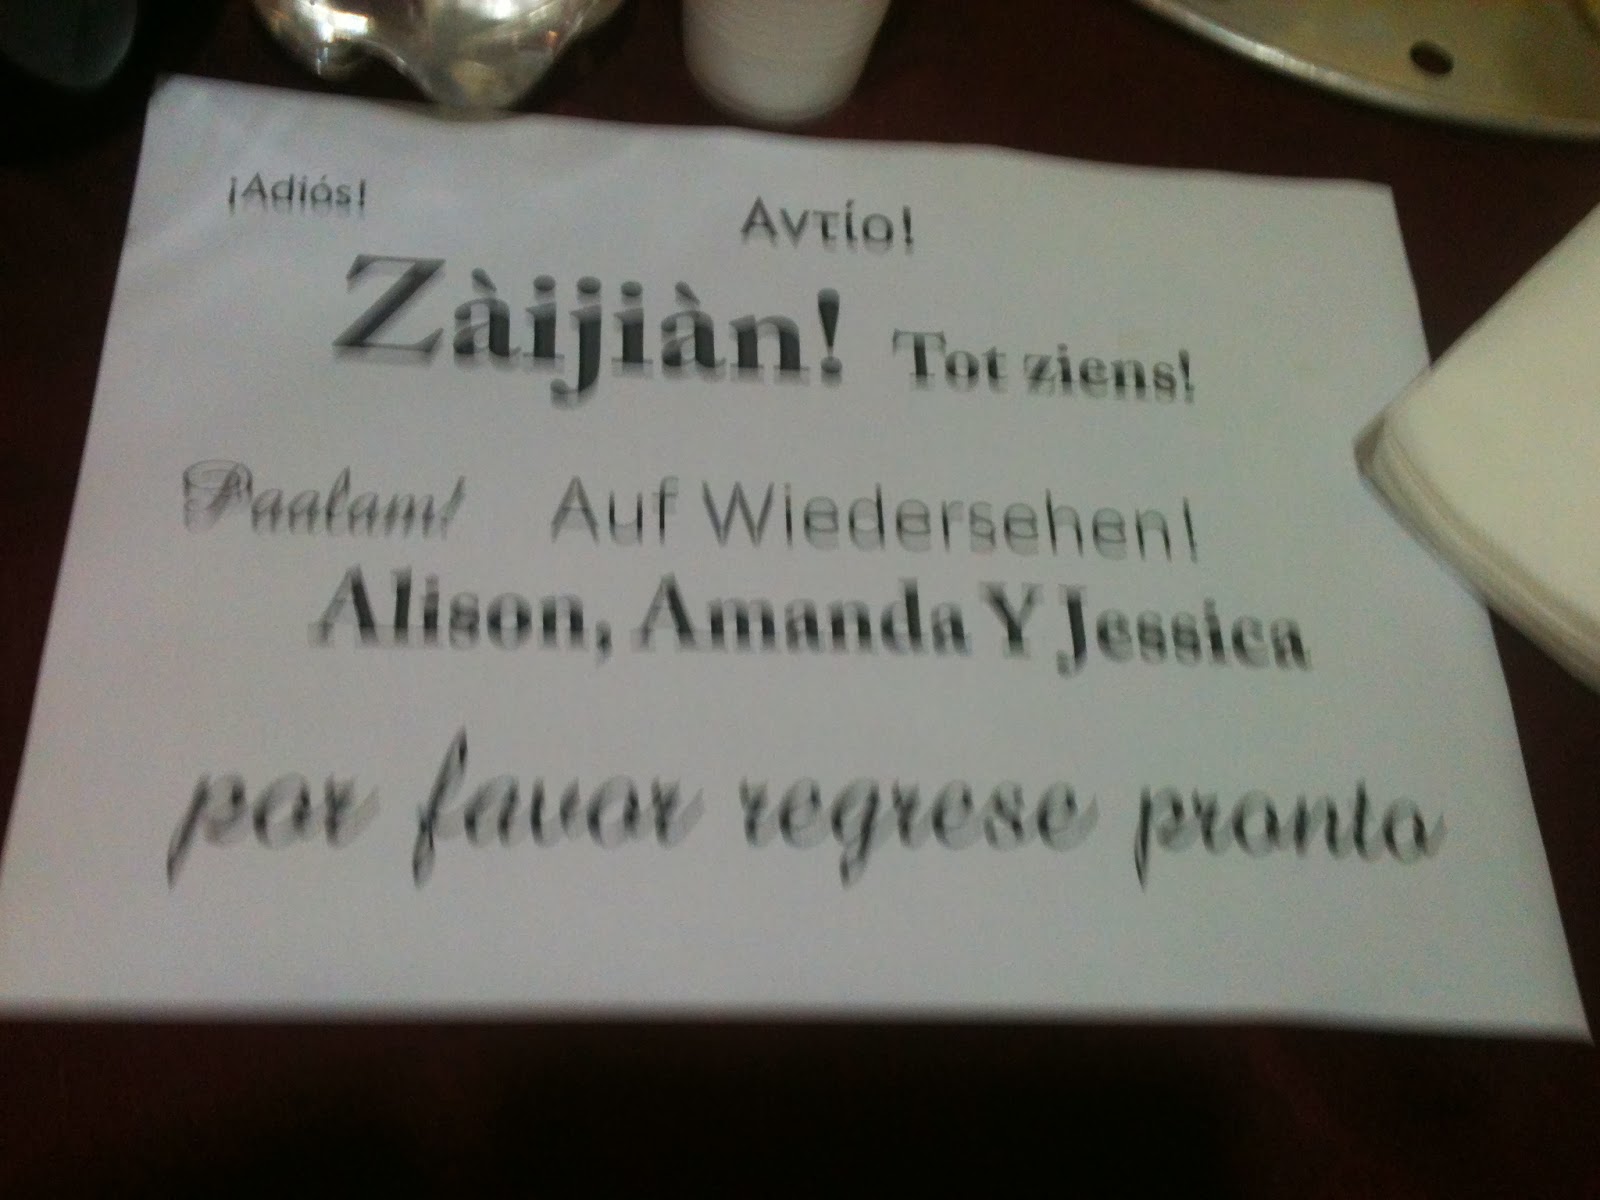 ¡Adiós! Αντίο!
Zàijiàn! Tot ziens!
Paalam! Auf Wiedersehen!
Alison, Amanda Y Jessica
por favor regrese pronto